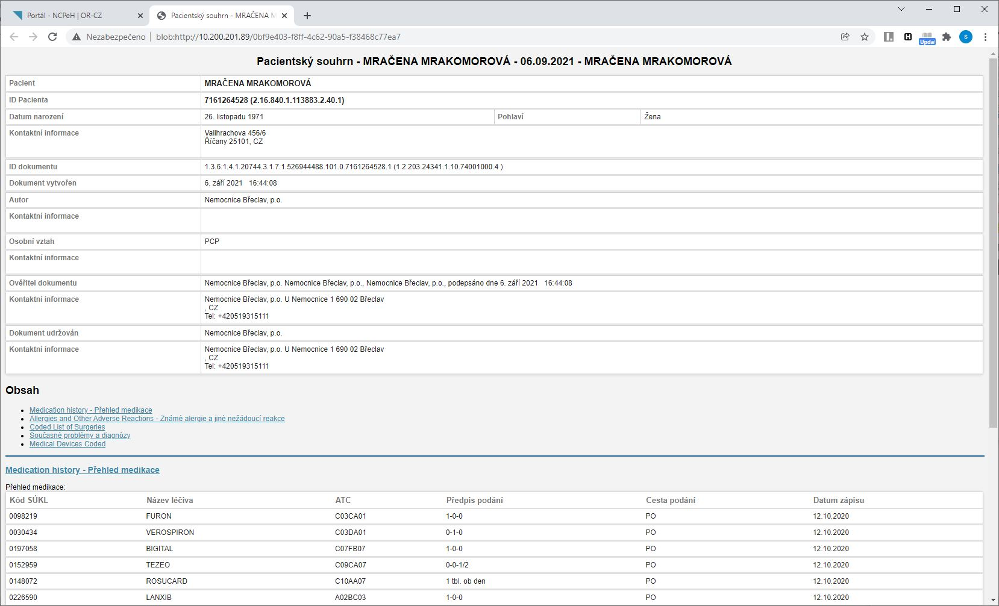 Portál - NCPeH | OR-CZ
Pacientský souhrn - MRAČENA M
Nezabezpečeno | blob:http://10.200.201.89/0bf9e403-f8ff-4c62-90a5-f38468c77ea7
Upda
S
Pacientský souhrn - MRAČENA MRAKOMOROVÁ - 06.09.2021 - MRAČENA MRAKOMOROVÁ
Pacient MRAČENA MRAKOMOROVÁ
ID Pacienta 7161264528 (2.16.840.1.113883.2.40.1)
Datum narození 26. listopadu 1971 Pohlaví Žena
Kontaktní informace Valihrachova 456/6
Říčany 25101, CZ
ID dokumentu 1.3.6.1.4.1.20744.3.1.7.1.526944488.101.0.7161264528.1 (1.2.203.24341.1.10.74001000.4 )
Dokument vytvořen 6. září 2021 16:44:08
Autor Nemocnice Břeclav, p.o.
Kontaktní informace
Osobní vztah PCP
Kontaktní informace
Ověřitel dokumentu Nemocnice Břeclav, p.o. Nemocnice Břeclav, p.o., Nemocnice Břeclav, p.o., podepsáno dne 6. září 2021 16:44:08
Kontaktní informace Nemocnice Břeclav, p.o. U Nemocnice 1 690 02 Břeclav
, CZ
Tel: +420519315111
Dokument udržován Nemocnice Břeclav, p.o.
Kontaktní informace Nemocnice Břeclav, p.o. U Nemocnice 1 690 02 Břeclav
, CZ
Tel: +420519315111
Obsah
Medication history - Přehled medikace
Allergies and Other Adverse Reactions - Známé alergie a jiné nežádoucí reakce
Coded List of Surgeries
Současné problémy a diagnózy
Medical Devices Coded
Medication history - Přehled medikace
Přehled medikace:
Kód SÚKL Název léčiva ATC Předpis podání Cesta podání Datum zápisu
0098219 FURON C03CA01 1-0-0 PO 12.10.2020
0030434 VEROSPIRON C03DA01 0-1-0 PO 12.10.2020
0197058 BIGITAL C07FB07 1-0-0 PO 12.10.2020
0152959 TEZEO C09CA07 0-0-1/2 PO 12.10.2020
0148072 ROSUCARD C10AA07 1 tbl. ob den PO 12.10.2020
0226590 LANXIB A02BC03 1-0-0 PO 12.10.2020